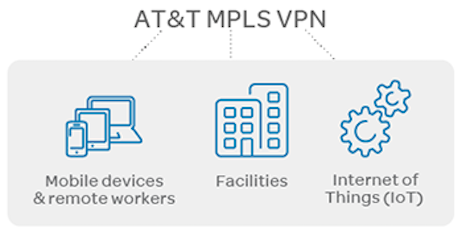 AT&T MPLS VPN
Mobile devices
& remote workers
Facilities
Internet of
Things (IoT)